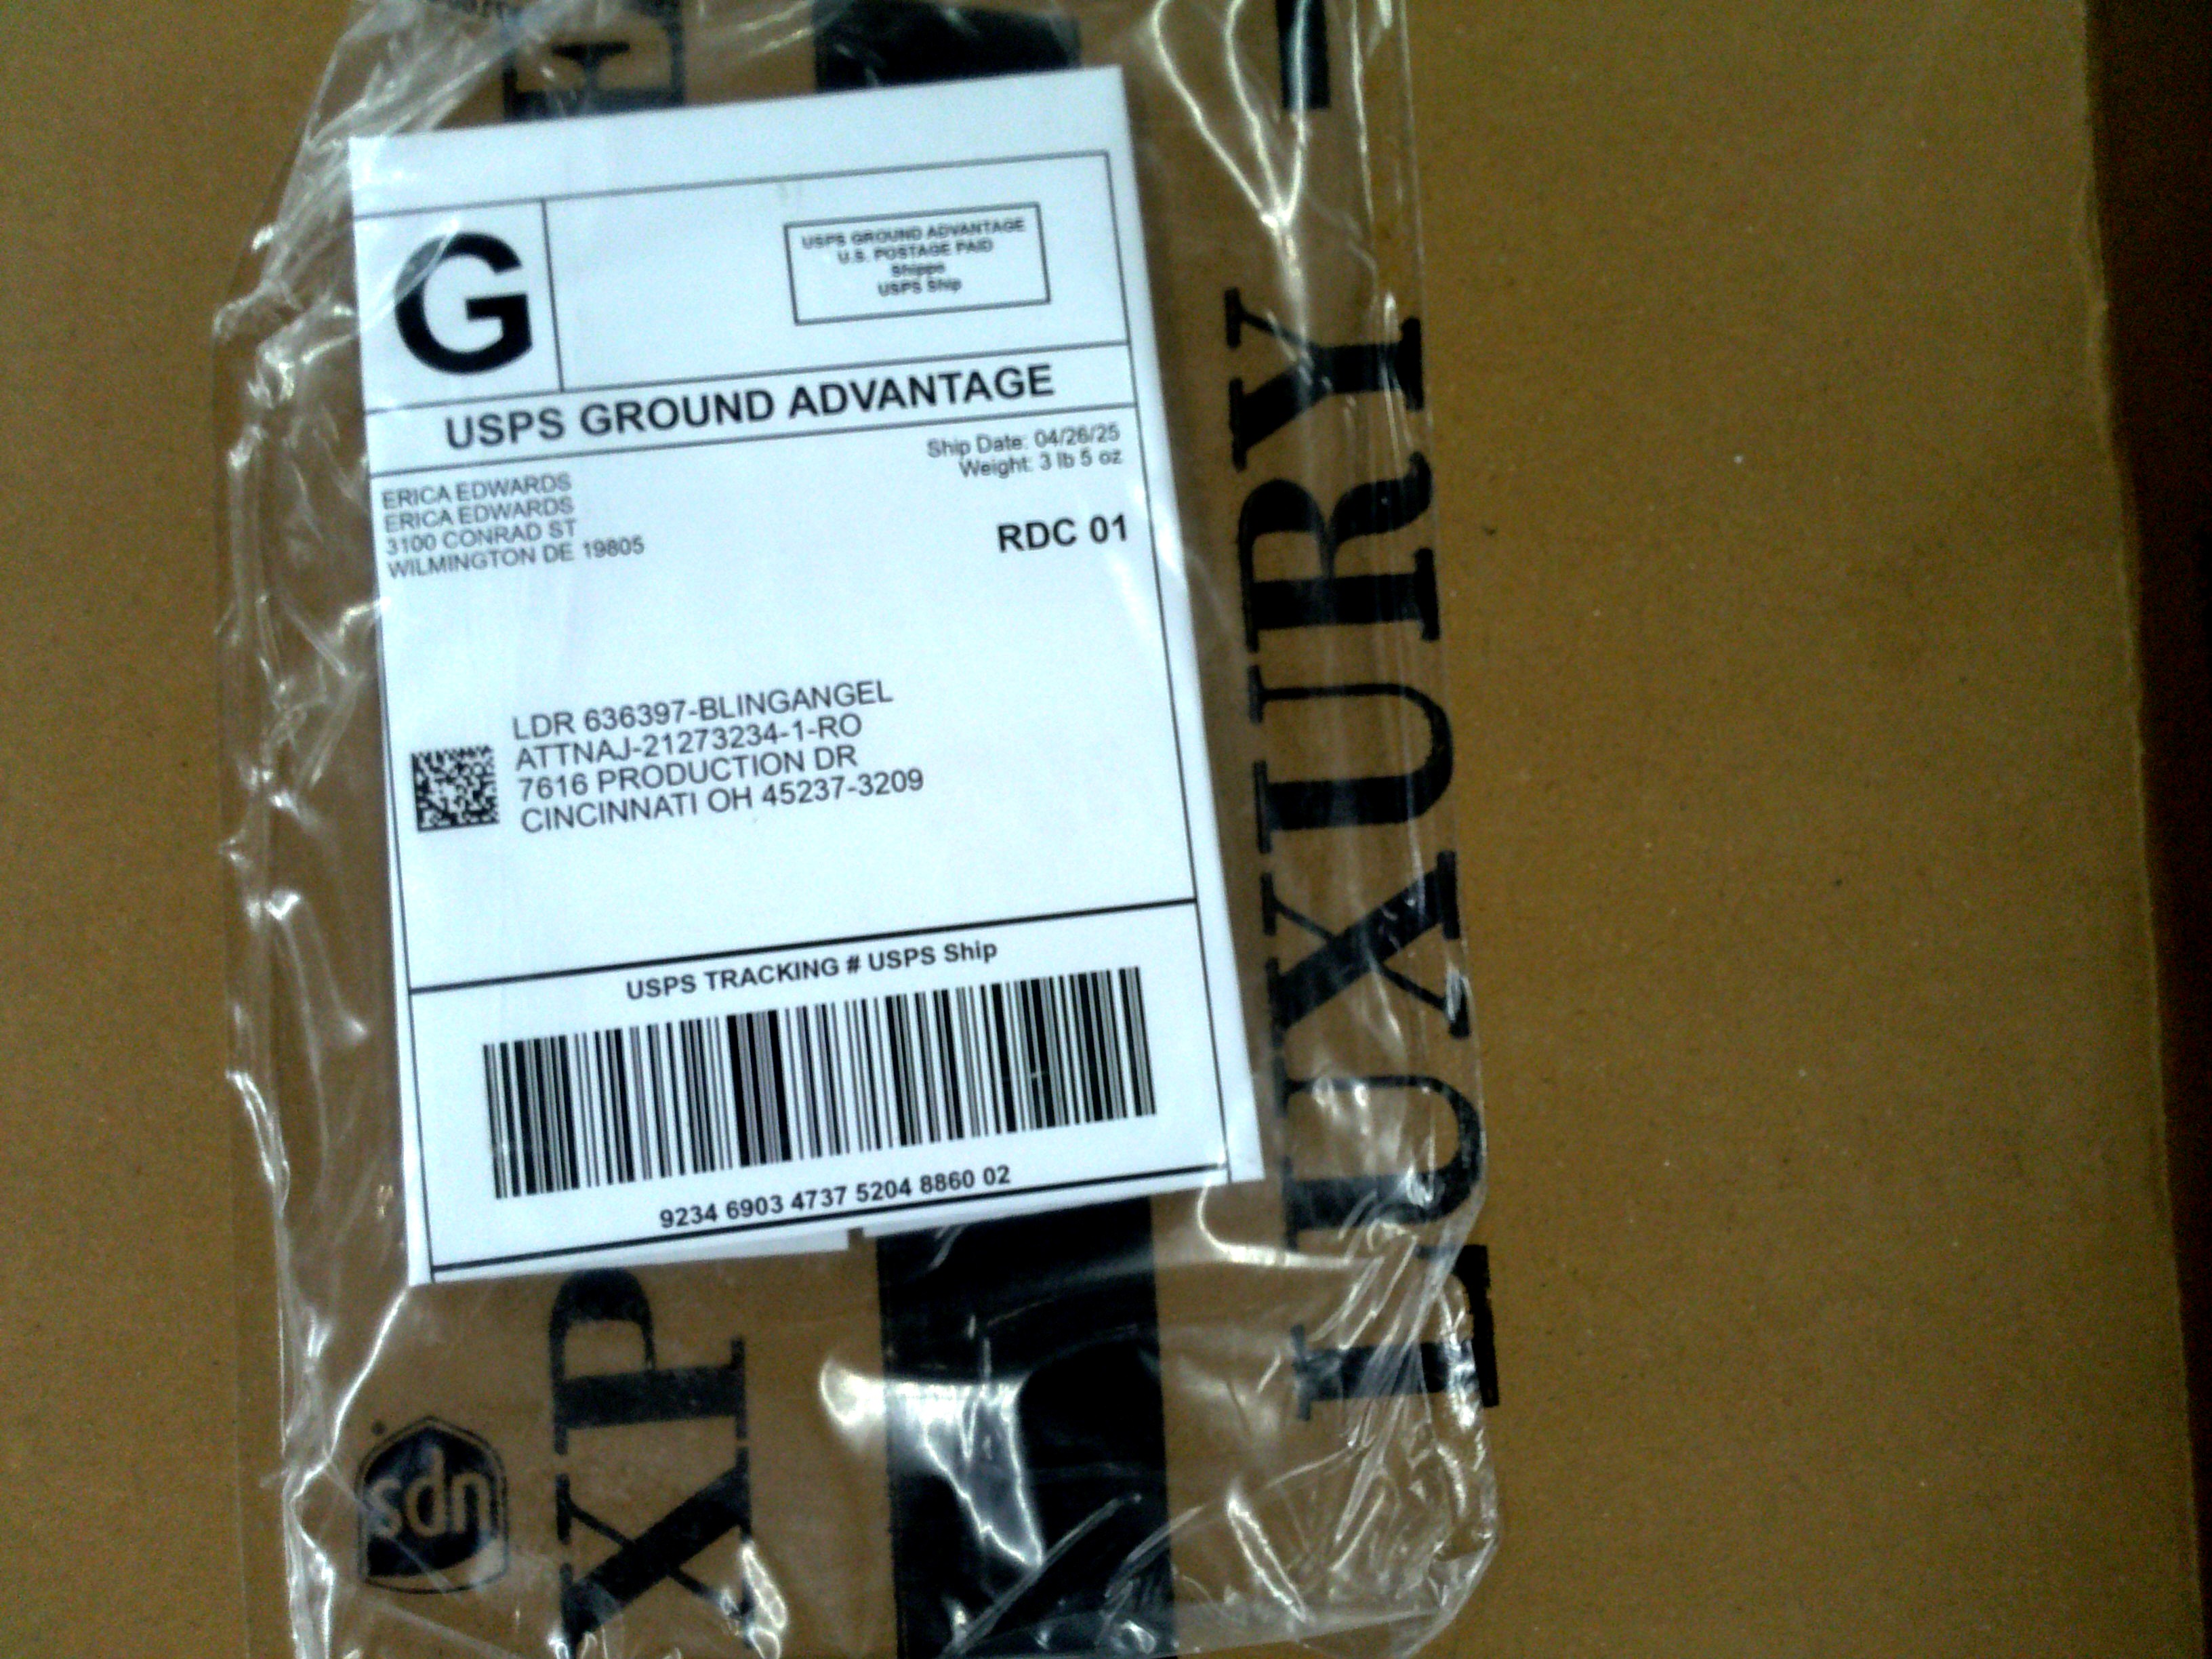 G
USPS GROUND ADVANTAGE
U.S. POSTAGE PAID
Shippo
USPS Ship
USPS GROUND ADVANTAGE
Ship Date: 04/26/25
Weight: 3 lb 5 oz
ERICA EDWARDS
ERICA EDWARDS
3100 CONRAD ST
WILMINGTON DE 19805
RDC 01
LDR 636397-BLINGANGEL
ATTNAJ-21273234-1-RO
7616 PRODUCTION DR
CINCINNATI OH 45237-3209
USPS TRACKING # USPS Ship
9234 6903 4737 5204 8860 02
LUXURY
XP
ups